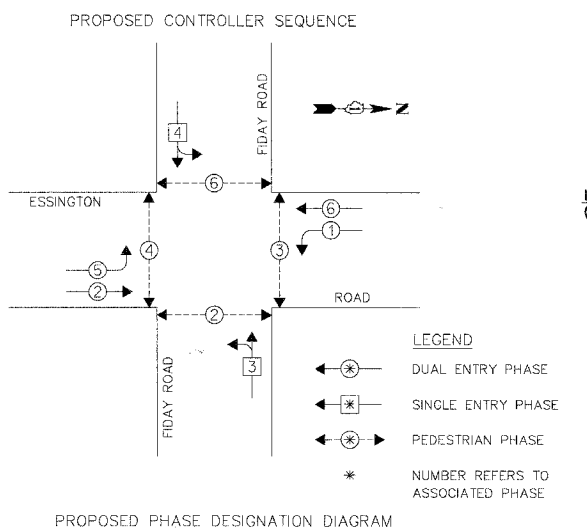 PROPOSED CONTROLLER SEQUENCE
FIDAY ROAD
4
N
6
ESSINGTON
6
1
5
4
3
2
ROAD
2
3
FIDAY ROAD
LEGEND
* DUAL ENTRY PHASE
* SINGLE ENTRY PHASE
* PEDESTRIAN PHASE
* NUMBER REFERS TO
ASSOCIATED PHASE
PROPOSED PHASE DESIGNATION DIAGRAM